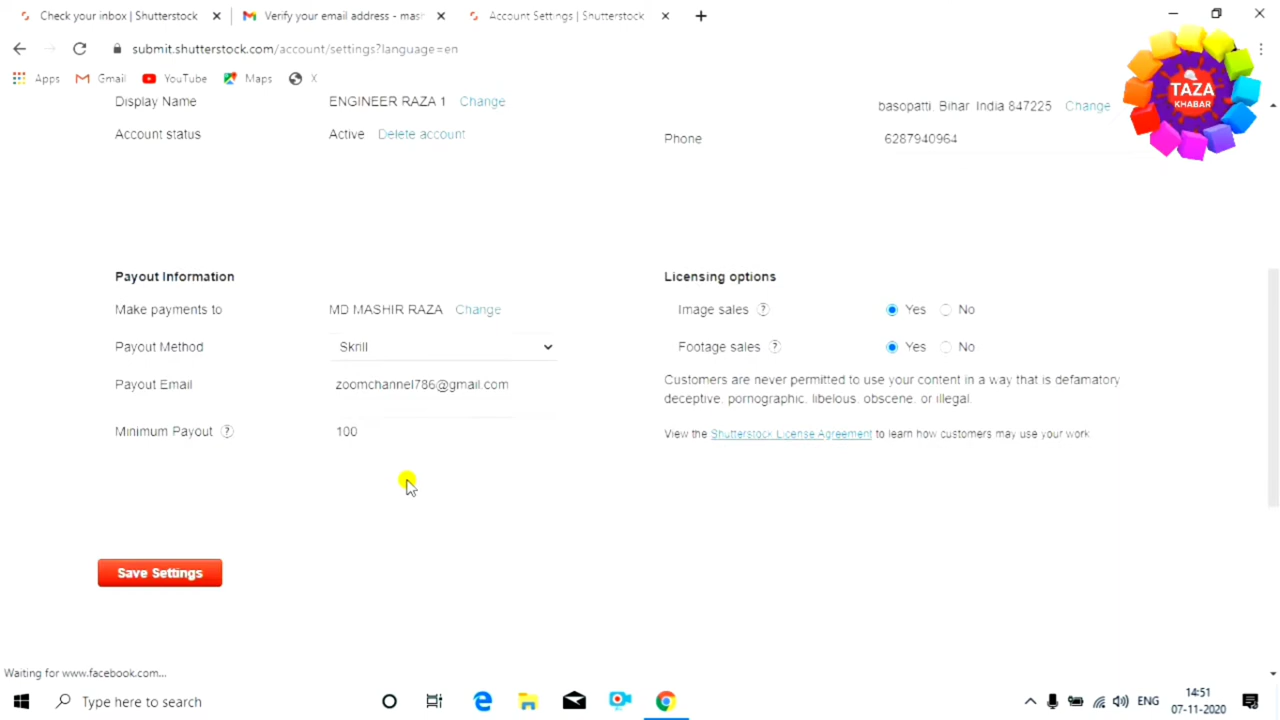 Check your inbox | Shutterstock
Verify your email address - mas
Account Settings | Shutterstock
submit.shutterstock.com/account/settings?language=en
Apps
Gmail
YouTube
Maps
X
TAZA
KHABAR
Display Name
ENGINEER RAZA 1
Change
basopatti, Bihar India 847225
Change
Account status
Active
Delete account
Phone
6287940964
Payout Information
Licensing options
Make payments to
MD MASHIR RAZA
Change
Image sales
?
Yes
No
Payout Method
Skrill
Footage sales
?
Yes
No
Payout Email
zoomchannel786@gmail.com
Customers are never permitted to use your content in a way that is defamatory
deceptive, pornographic, libelous, obscene, or illegal.
Minimum Payout
?
100
View the Shutterstock License Agreement to learn how customers may use your work
Save Settings
Waiting for www.facebook.com...
Type here to search
ENG
14:51
07-11-2020